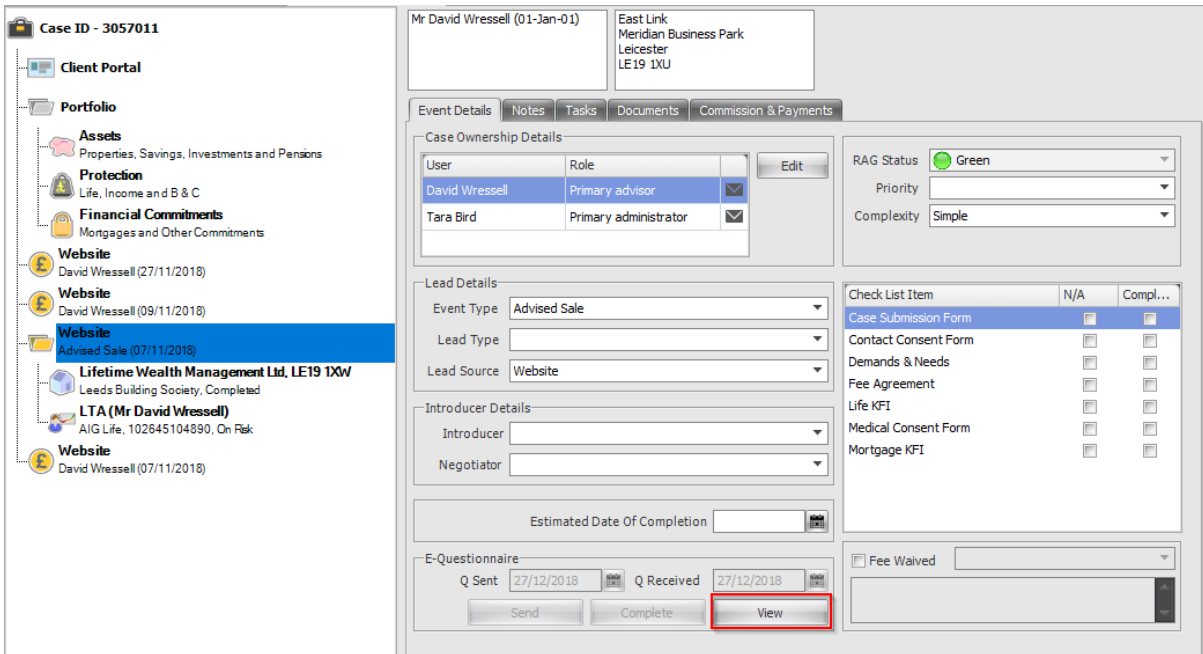 Case ID - 3057011
Client Portal
Portfolio
Assets
Properties, Savings, Investments and Pensions
Protection
Life, Income and B & C
Financial Commitments
Mortgages and Other Commitments
Website
David Wressell (27/11/2018)
Website
David Wressell (09/11/2018)
Website
Advised Sale (07/11/2018)
Lifetime Wealth Management Ltd, LE19 1XW
Leeds Building Society, Completed
LTA (Mr David Wressell)
AIG Life, 102645104890, On Risk
Website
David Wressell (07/11/2018)
Mr David Wressell (01-Jan-01)
East Link
Meridian Business Park
Leicester
LE19 1XU
Event Details Notes Tasks Documents Commission & Payments
Case Ownership Details
User Role
David Wressell Primary advisor
Tara Bird Primary administrator
Edit
RAG Status Green
Priority
Complexity Simple
Lead Details
Event Type Advised Sale
Lead Type
Lead Source Website
Introducer Details
Introducer
Negotiator
Estimated Date Of Completion
Check List Item N/A Compl...
Case Submission Form
Contact Consent Form
Demands & Needs
Fee Agreement
Life KFI
Medical Consent Form
Mortgage KFI
E-Questionnaire
Q Sent 27/12/2018 Q Received 27/12/2018
Send Complete View
Fee Waived